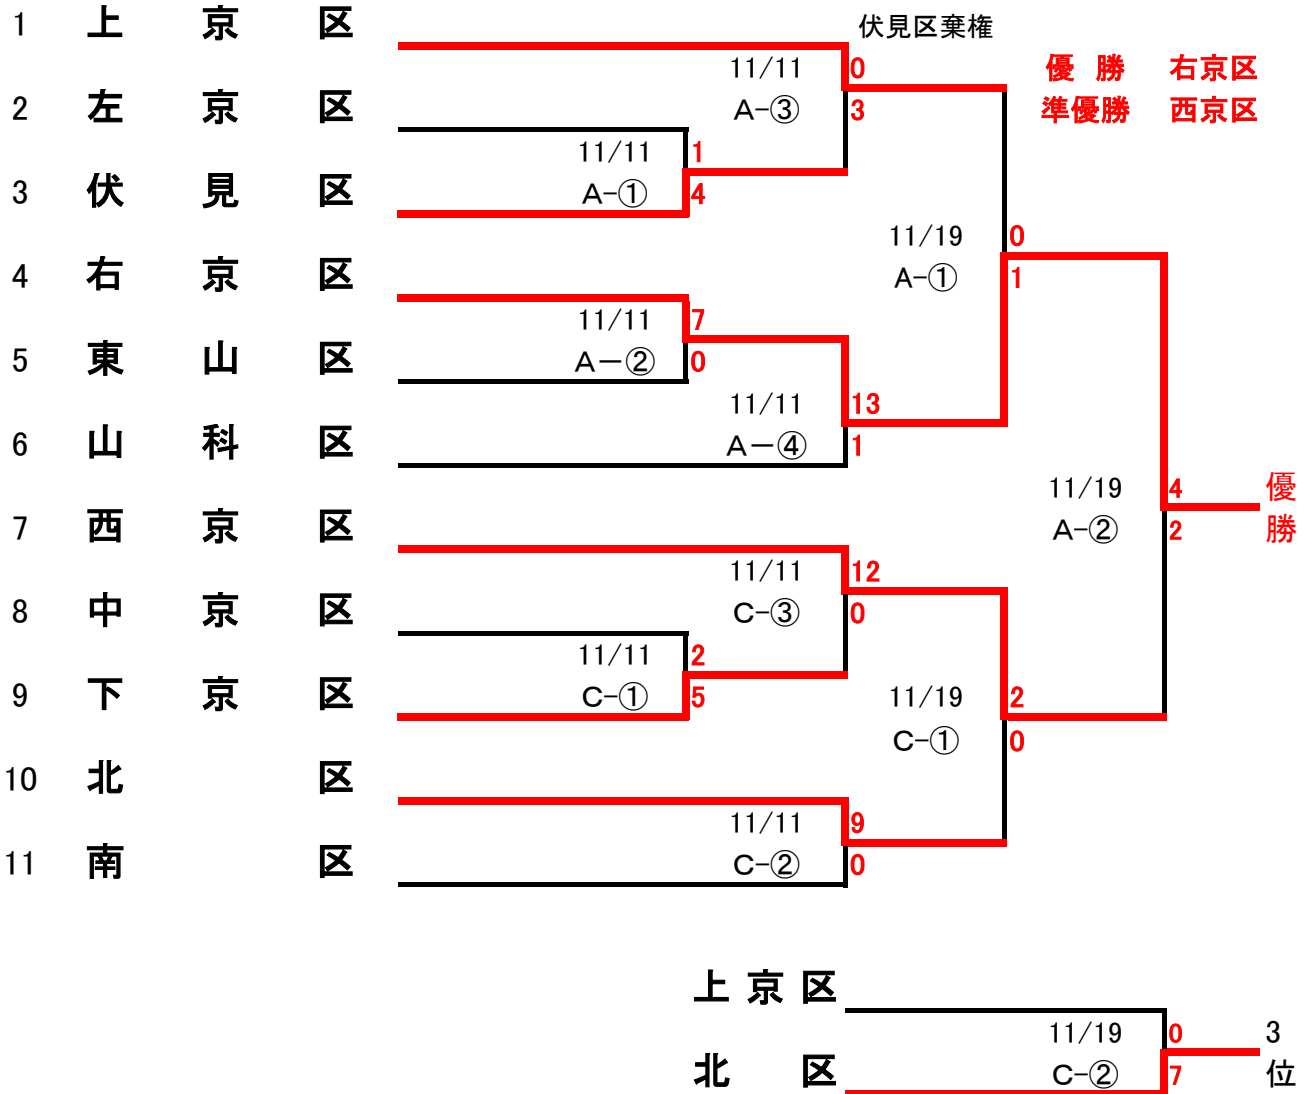 1 上 京 区
伏見区棄権
11/11 0
優 勝 右京区
2 左 京 区
A-③ 3
準優勝 西京区
11/11 1
3 伏 見 区
A-① 4
11/19 0
4 右 京 区
A-① 1
11/11 7
5 東 山 区
A－② 0
11/11 13
6 山 科 区
A－④ 1
11/19 4 優
7 西 京 区
A-② 2 勝
11/11 12
8 中 京 区
C-③ 0
11/11 2
9 下 京 区
C-① 5
11/19 2
C-① 0
10 北 区
11/11 9
11 南 区
C-② 0
上 京 区
11/19 0 3
北 区
C-② 7 位